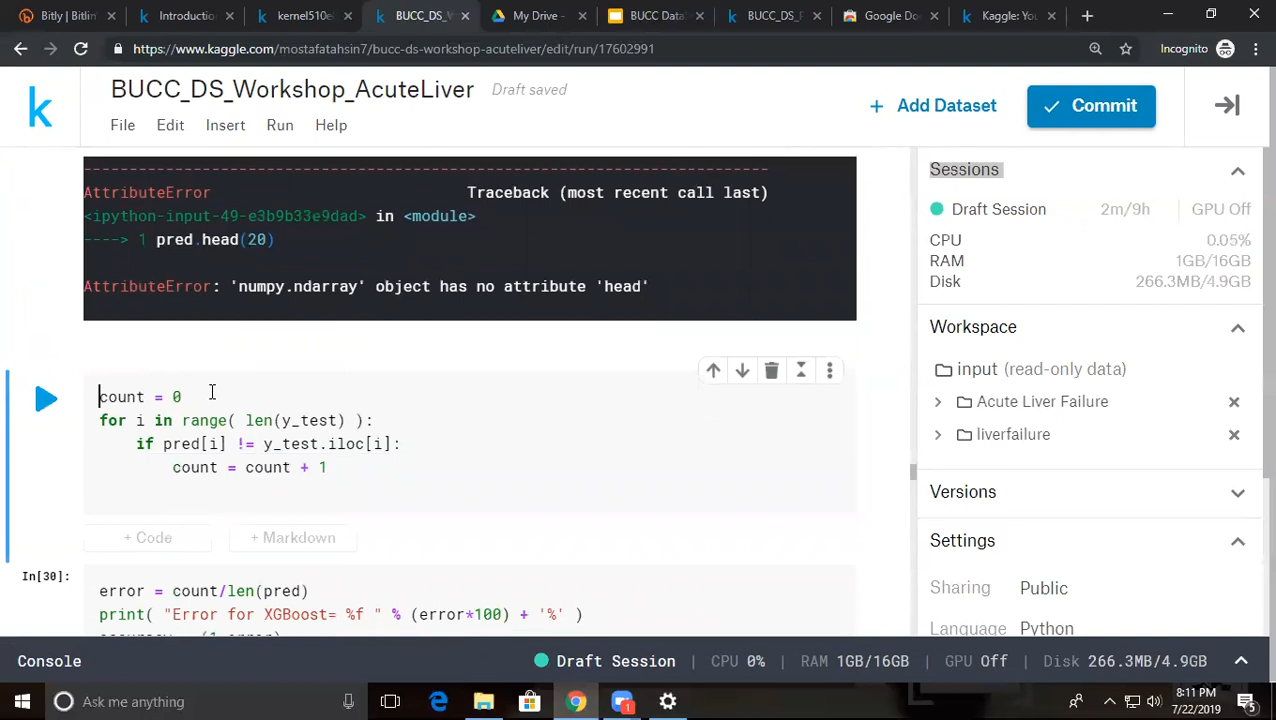 Bitly | Bitlin
Introduction
kernel510ei
BUCC_DS_W
My Drive -
BUCC Data
BUCC_DS_F
Google Do
Kaggle: You
https://www.kaggle.com/mostafatahsin7/bucc-ds-workshop-acuteliver/edit/run/17602991
Incognito
BUCC_DS_Workshop_AcuteLiver
Draft saved
File Edit Insert Run Help
+ Add Dataset
Commit
---------------------------------------------------------------------------
AttributeError Traceback (most recent call last)
<ipython-input-49-e3b9b33e9dad> in <module>
----> 1 pred.head(20)
AttributeError: 'numpy.ndarray' object has no attribute 'head'
count = 0
for i in range( len(y_test) ):
if pred[i] != y_test.iloc[i]:
count = count + 1
+ Code + Markdown
In[30]:
error = count/len(pred)
print( "Error for XGBoost= %f " % (error*100) + '%' )
Sessions
Draft Session 2m/9h GPU Off
CPU 0.05%
RAM 1GB/16GB
Disk 266.3MB/4.9GB
Workspace
input (read-only data)
Acute Liver Failure
liverfailure
Versions
Settings
Sharing Public
Language Python
Console
Draft Session CPU 0% RAM 1GB/16GB GPU Off Disk 266.3MB/4.9GB
Ask me anything
1
8:11 PM
7/22/2019
5